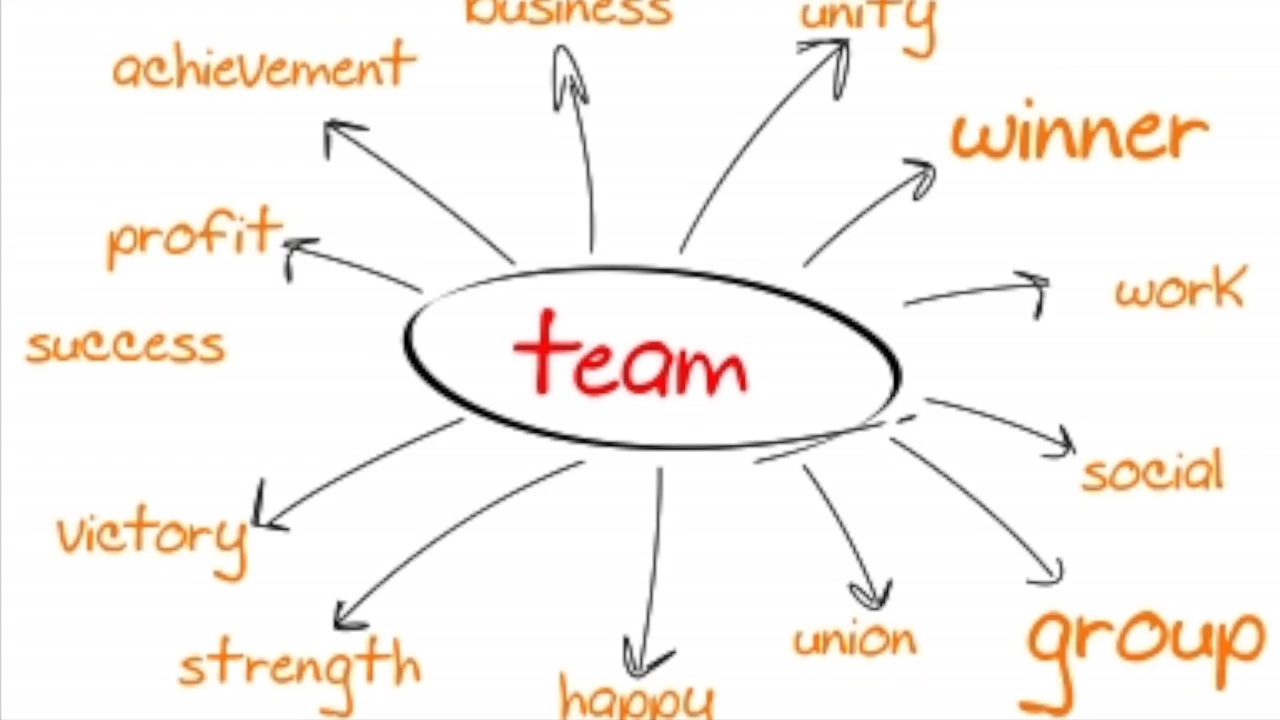 business
unity
achievement
winner
profit
work
success
team
social
victory
strength
union
group
happy